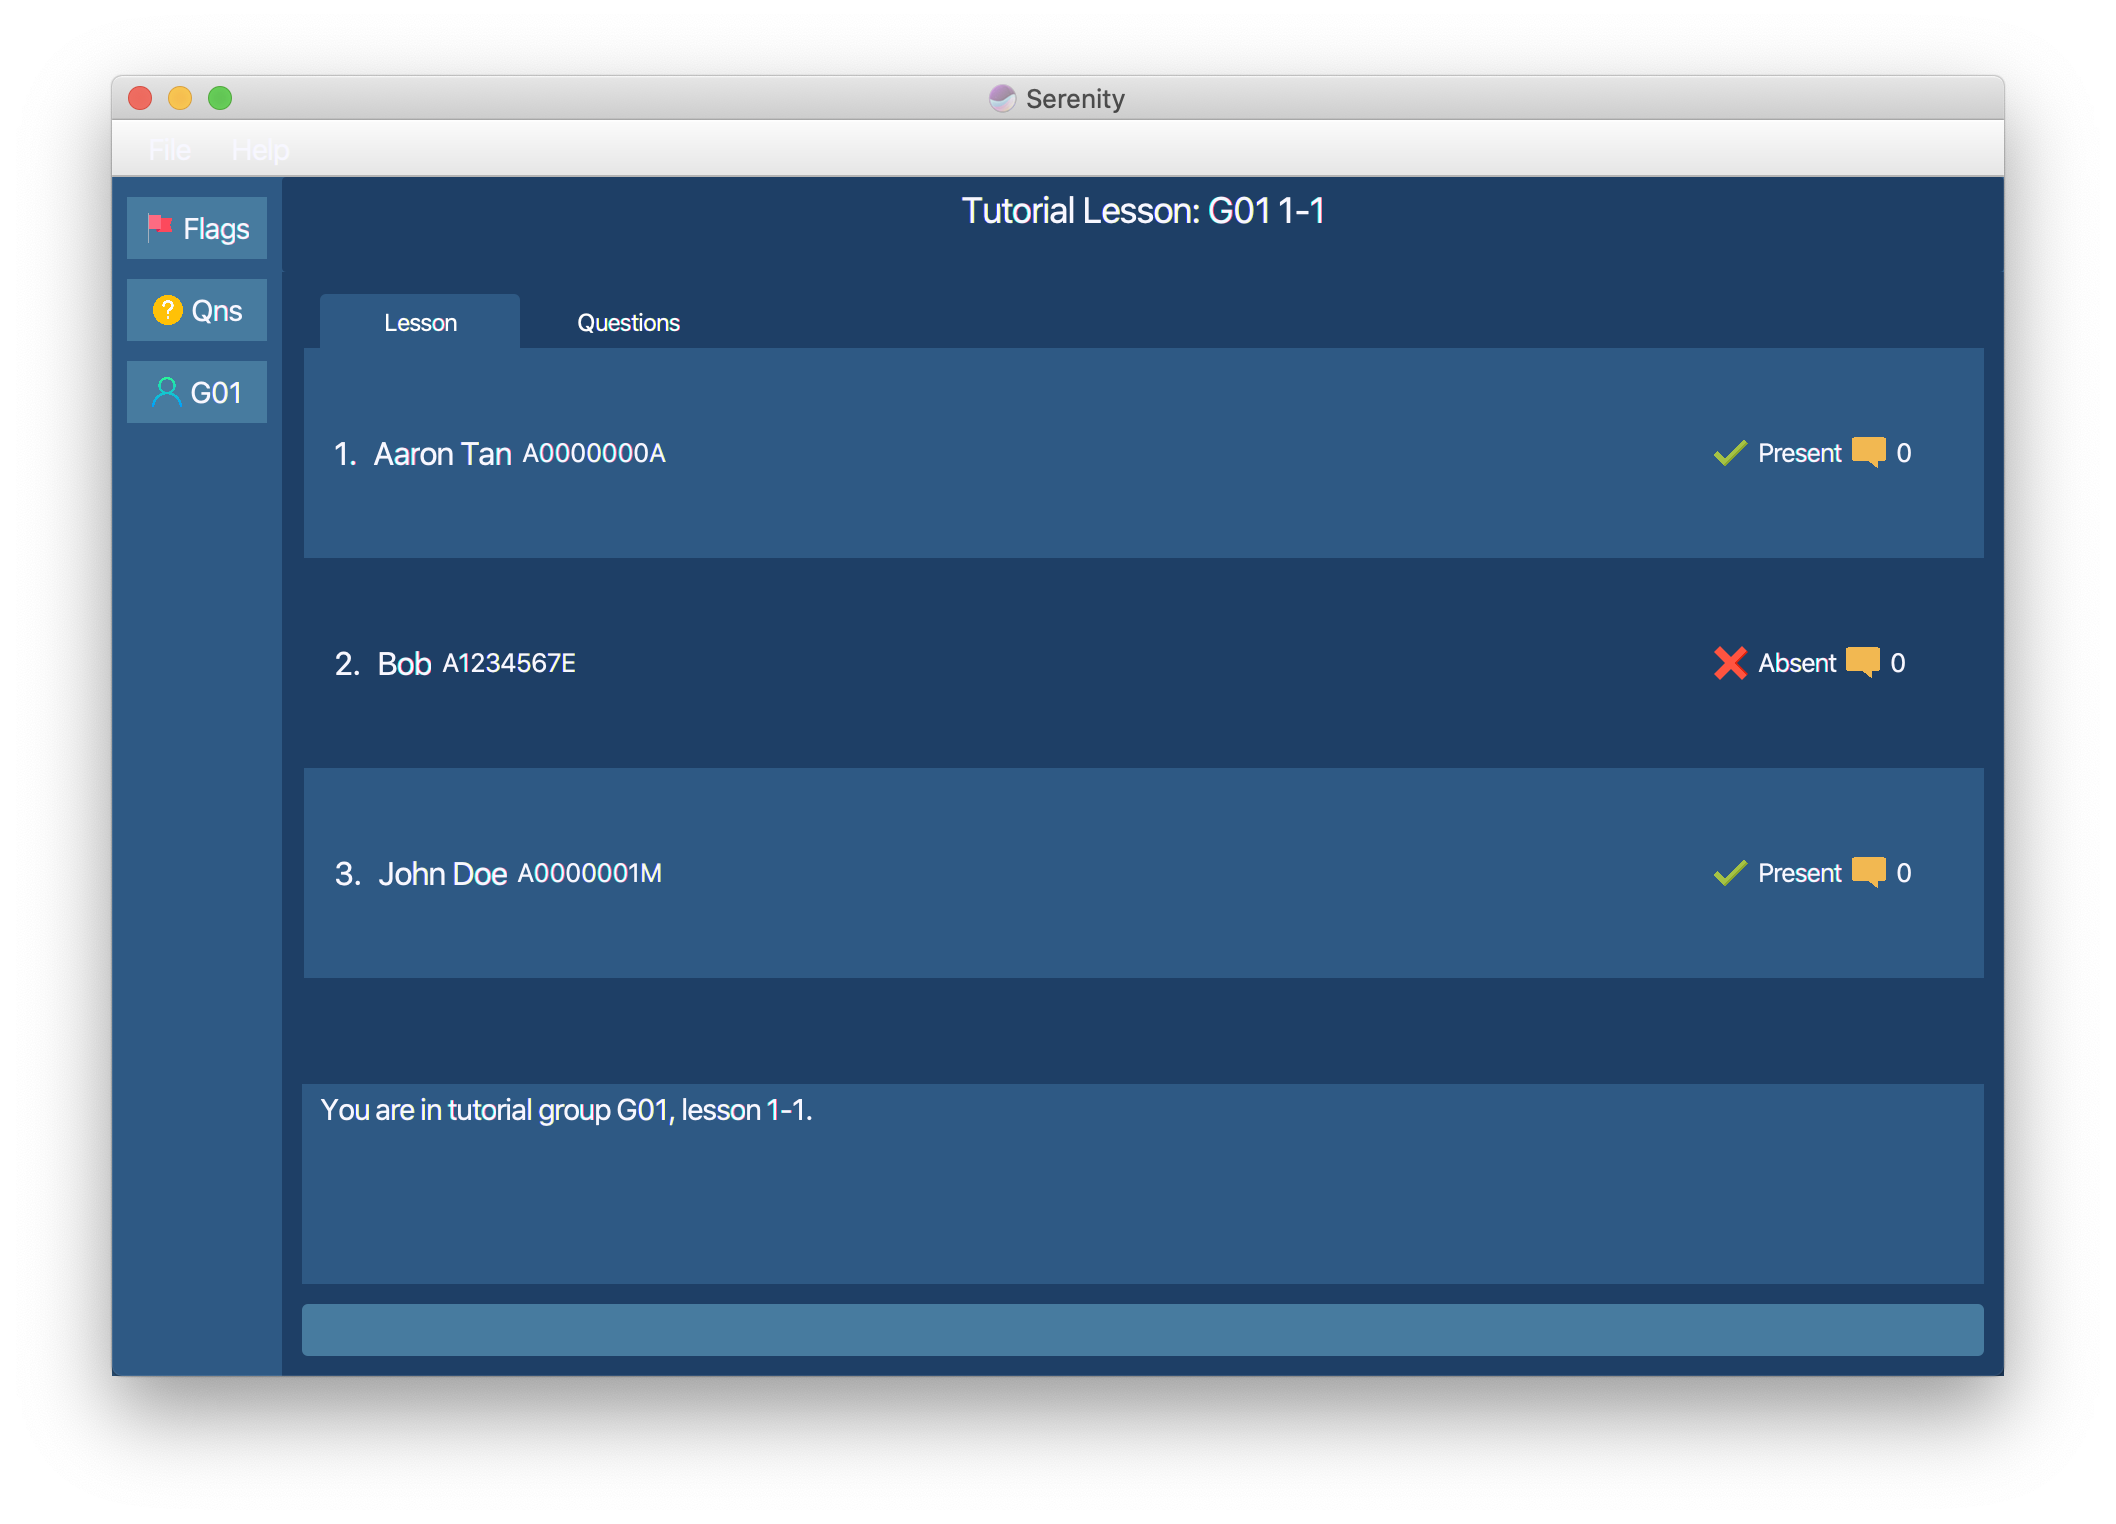 Serenity
File Help
Flags
Qns
G01
Tutorial Lesson: G01 1-1
Lesson Questions
1. Aaron Tan A0000000A Present 0
2. Bob A1234567E Absent 0
3. John Doe A0000001M Present 0
You are in tutorial group G01, lesson 1-1.